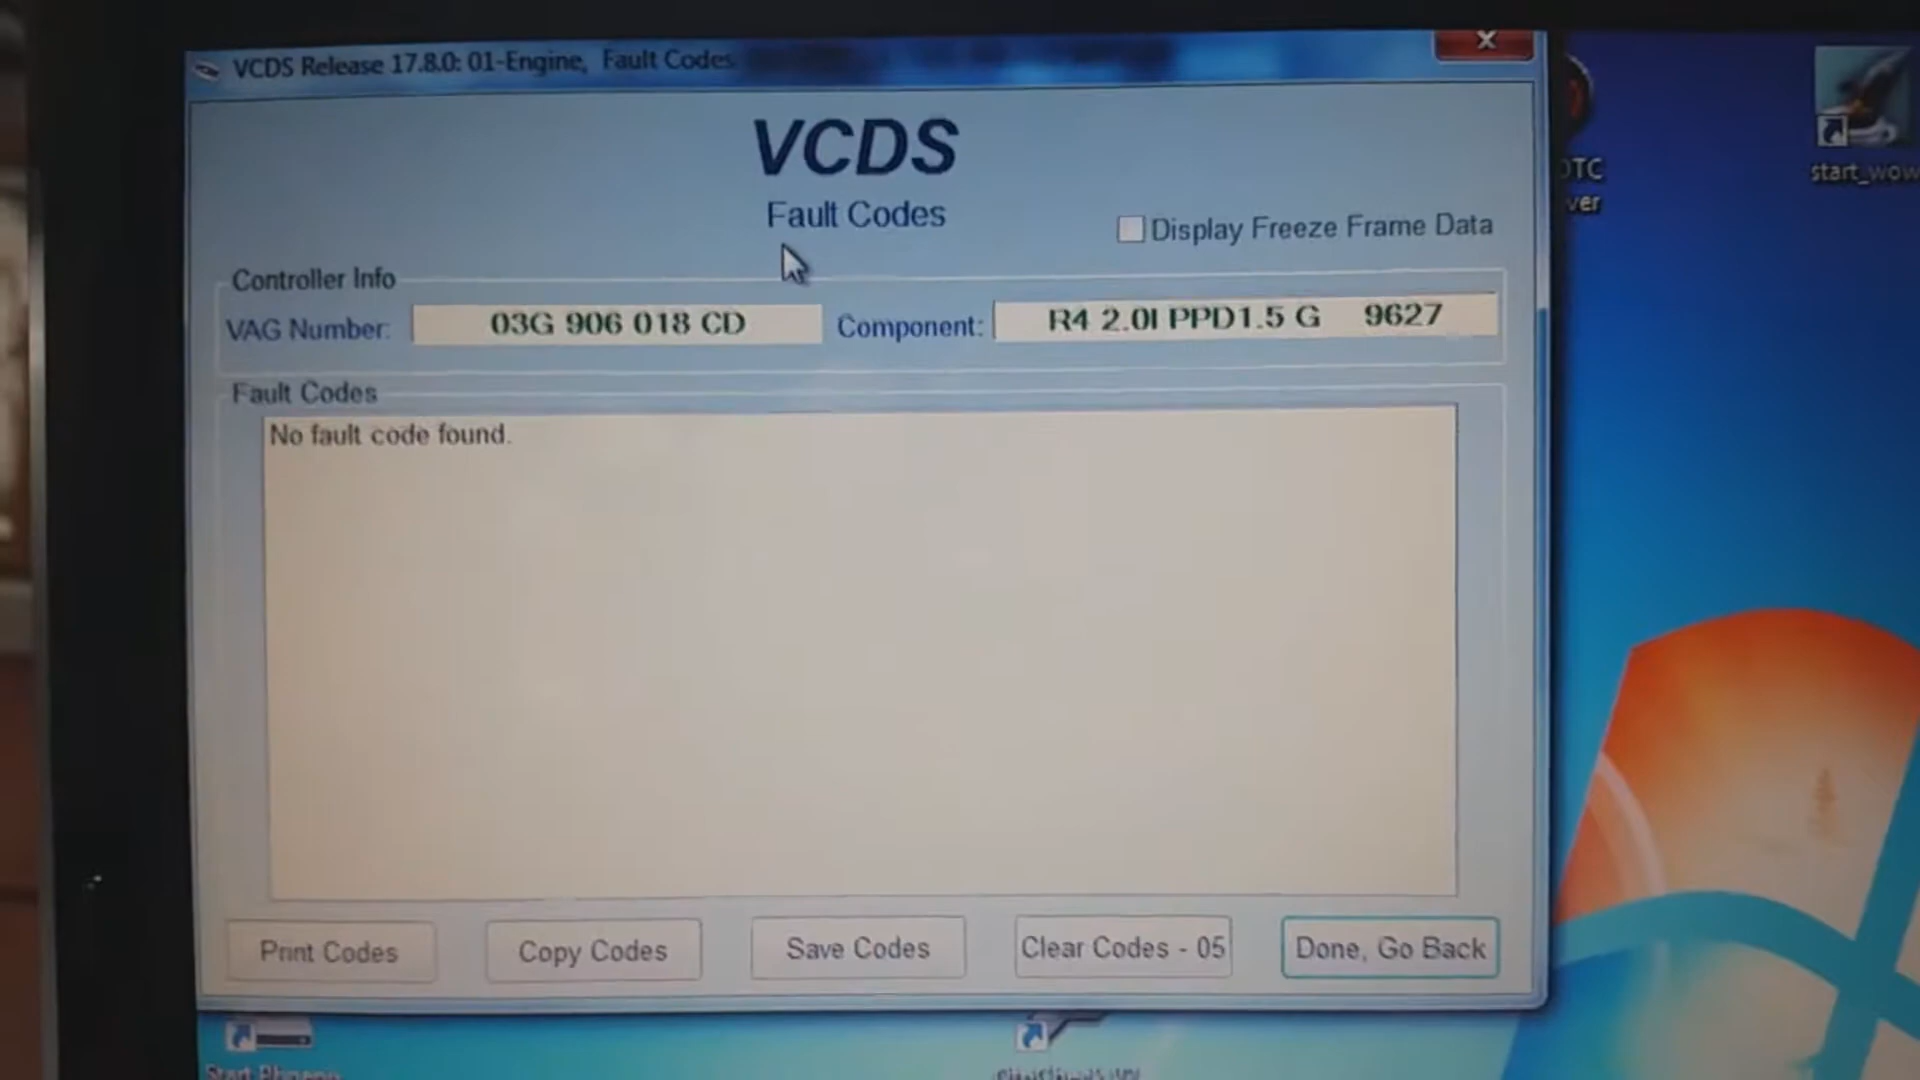 VCDS Release 17.8.0: 01-Engine, Fault Codes
VCDS
Fault Codes
Display Freeze Frame Data
Controller Info
VAG Number:
03G 906 018 CD
Component:
R4 2.0l PPD1.5 G 9627
Fault Codes
No fault code found.
Print Codes
Copy Codes
Save Codes
Clear Codes - 05
Done, Go Back
DTC
ver
start_wow